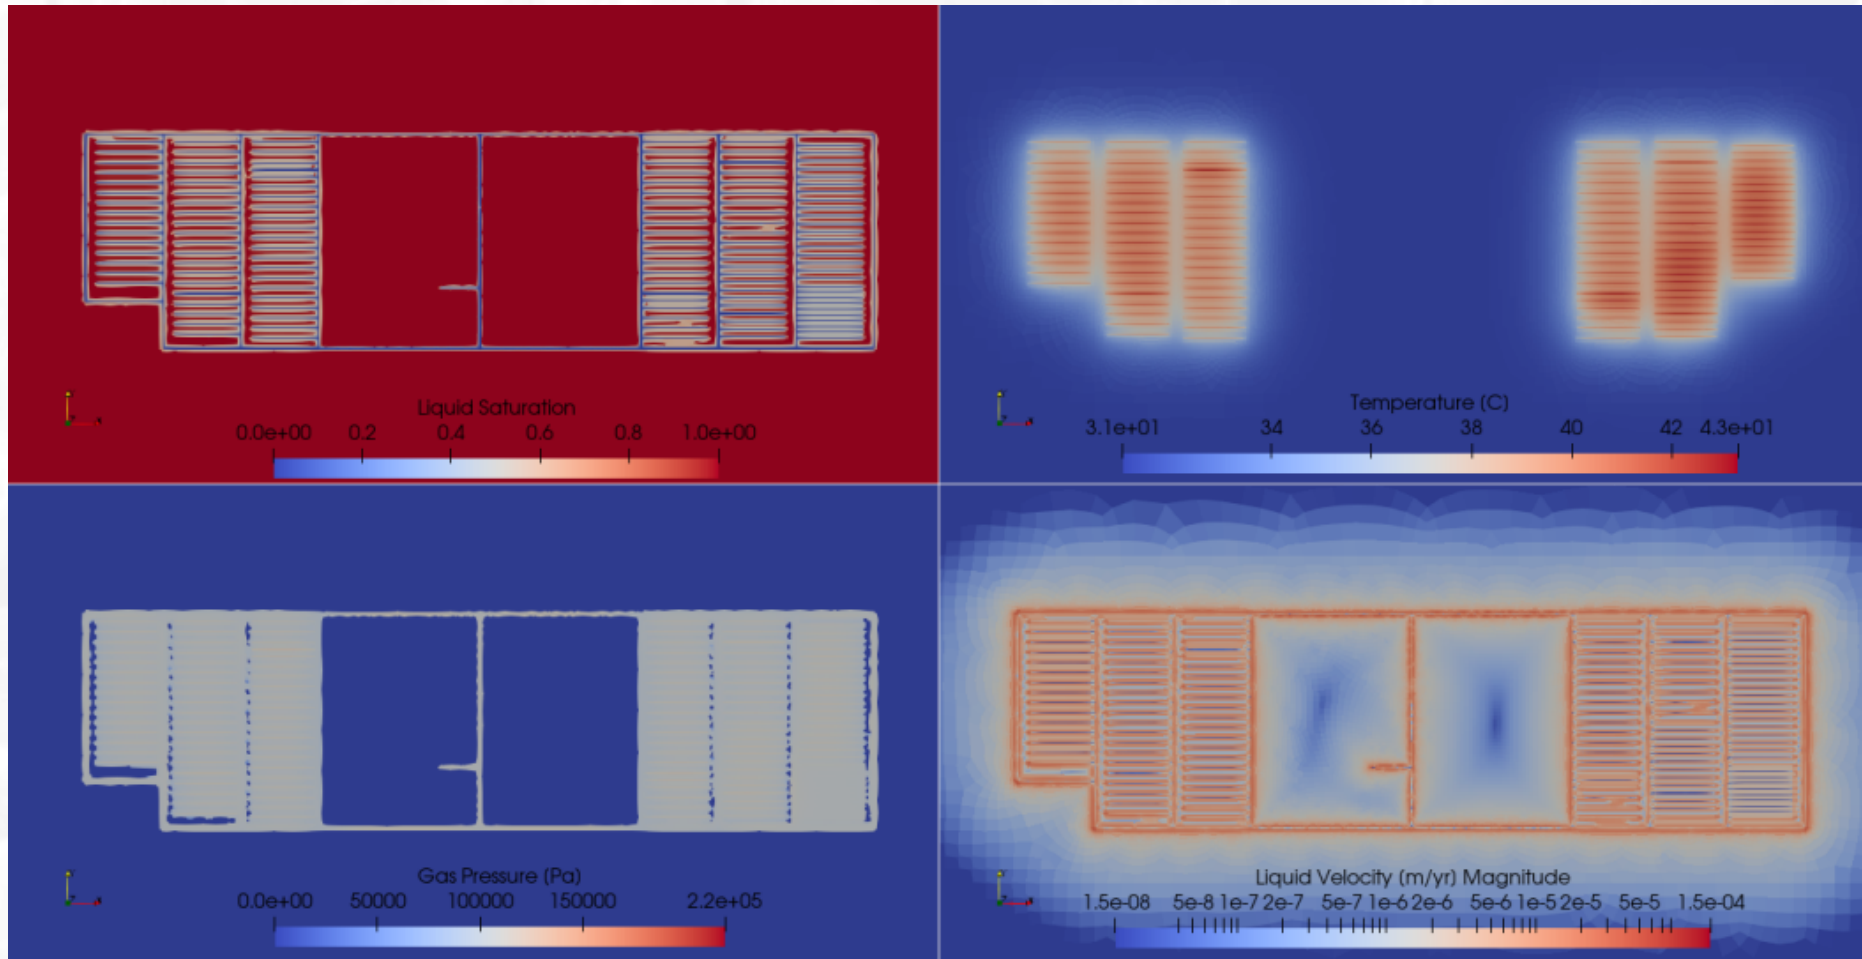 Liquid Saturation
0.0e+00 0.2 0.4 0.6 0.8 1.0e+00
Temperature (C)
3.1e+01 34 36 38 40 42 4.3e+01
Gas Pressure (Pa)
0.0e+00 50000 100000 150000 2.2e+05
Liquid Velocity (m/yr) Magnitude
1.5e-08 5e-8 1e-7 2e-7 5e-7 1e-6 2e-6 5e-6 1e-5 2e-5 5e-5 1.5e-04